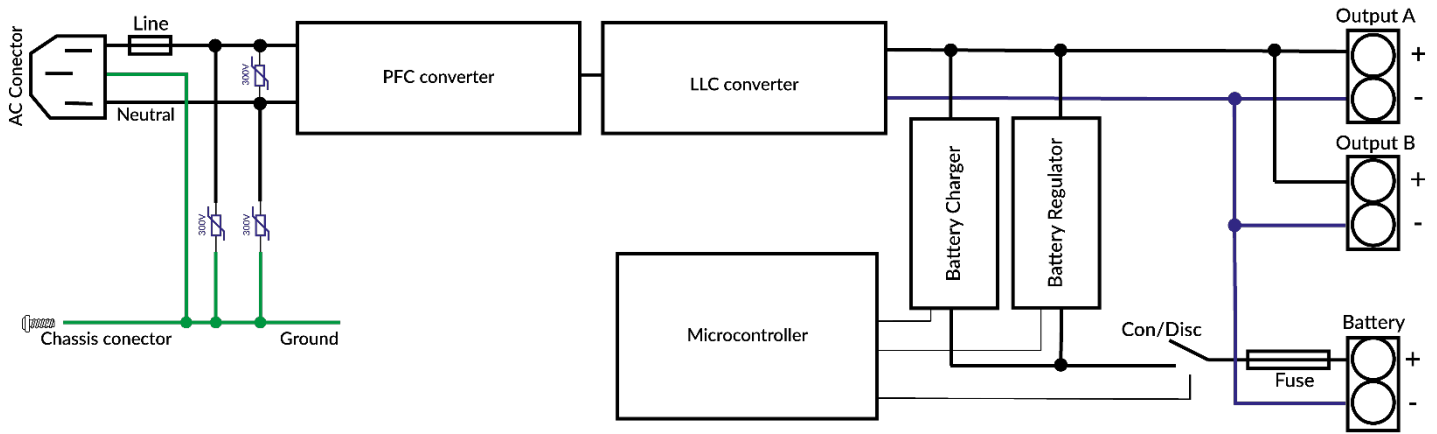 AC Conector
Line
Neutral
300V
300V
300V
Chassis conector
Ground
PFC converter
LLC converter
Battery Charger
Battery Regulator
Microcontroller
Con/Disc
Fuse
Output A
+
-
Output B
+
-
Battery
+
-